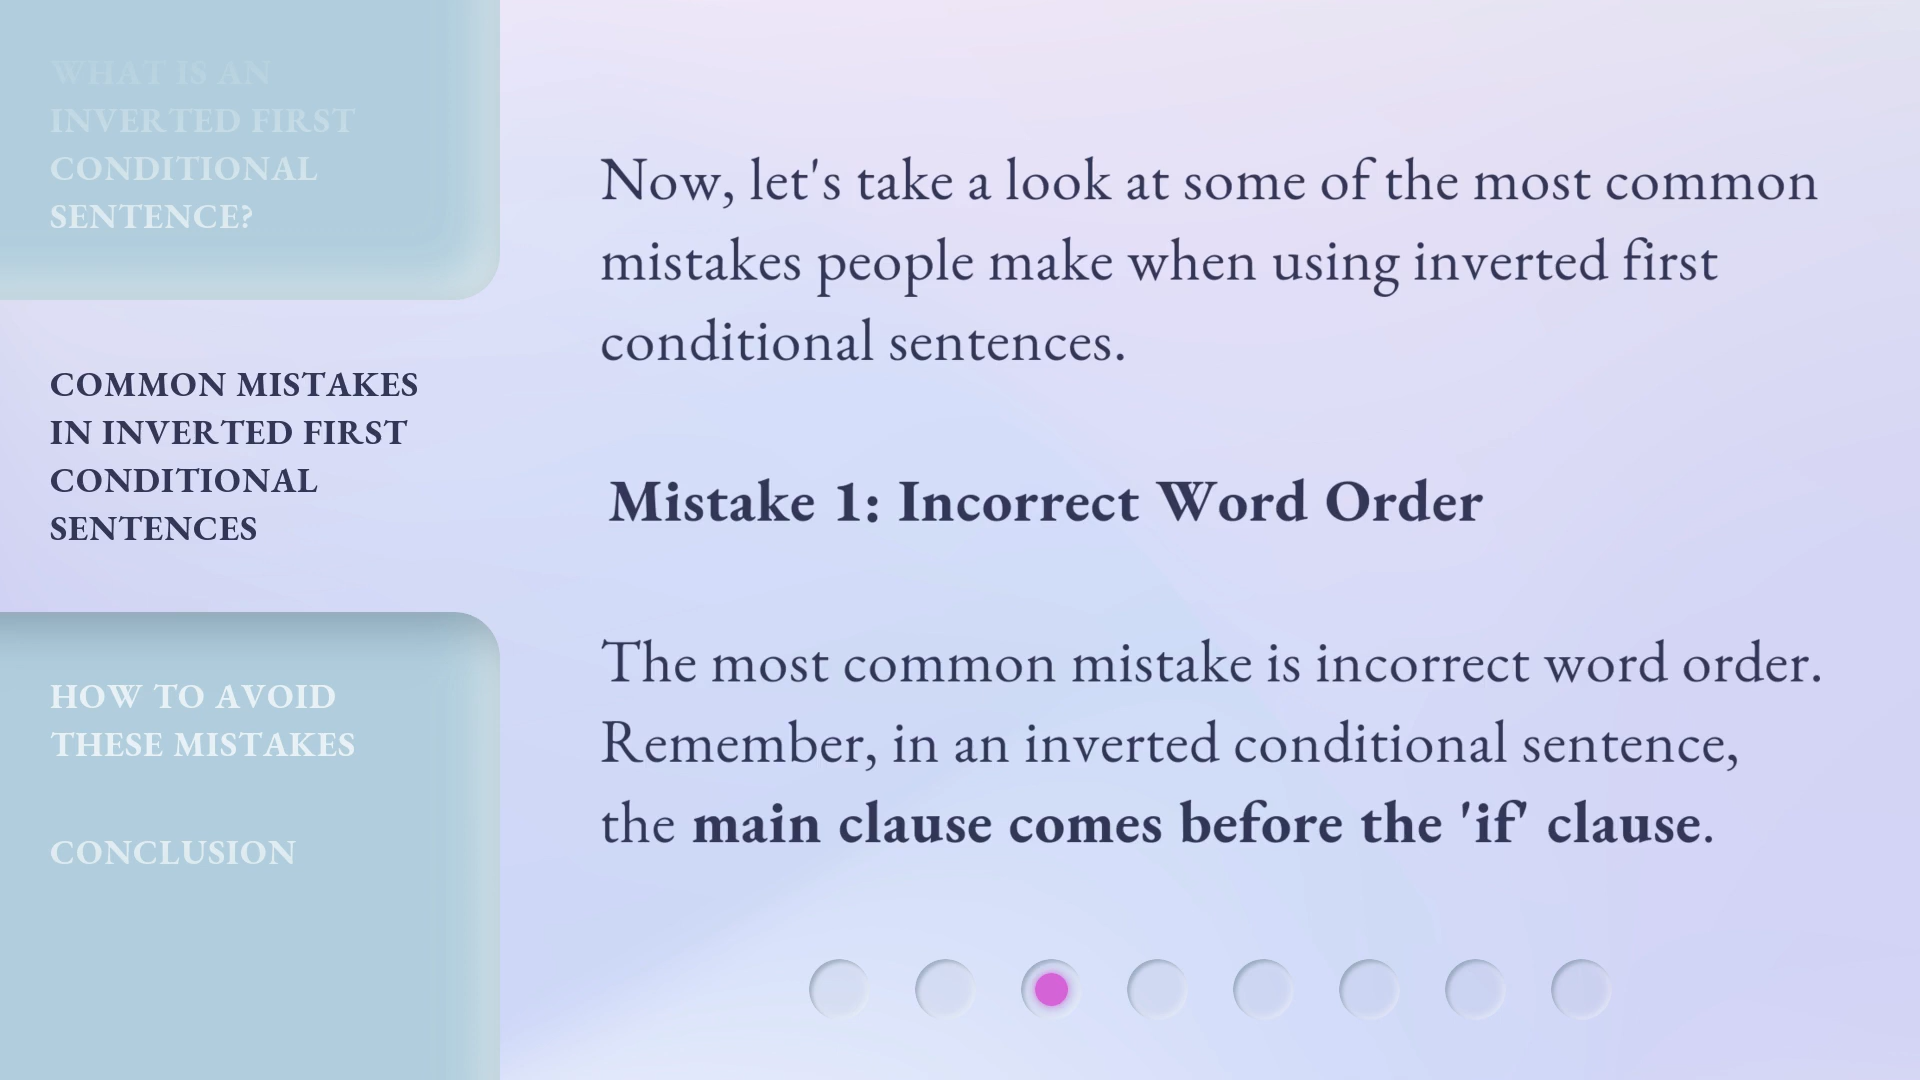 WHAT IS AN
INVERTED FIRST
CONDITIONAL
SENTENCE?
COMMON MISTAKES
IN INVERTED FIRST
CONDITIONAL
SENTENCES
HOW TO AVOID
THESE MISTAKES
CONCLUSION
Now, let's take a look at some of the most common
mistakes people make when using inverted first
conditional sentences.
Mistake 1: Incorrect Word Order
The most common mistake is incorrect word order.
Remember, in an inverted conditional sentence,
the main clause comes before the 'if' clause.